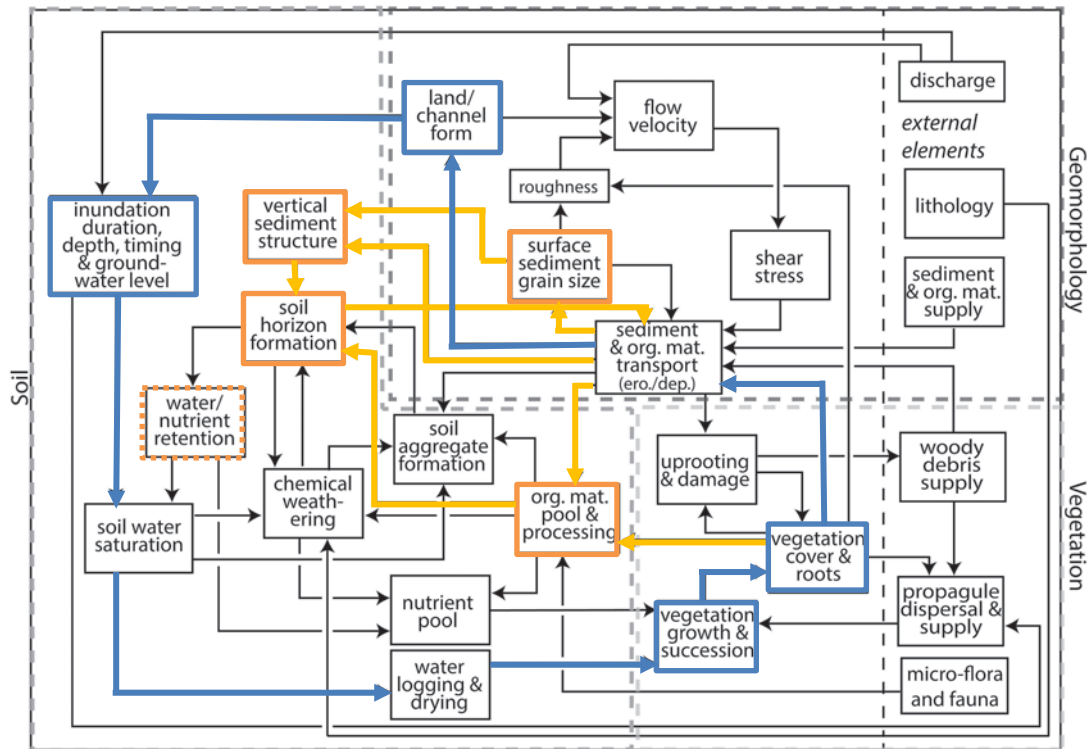 discharge
land/
channel
form
flow
velocity
external
elements
Geomorphology
roughness
lithology
inundation
duration,
depth, timing
& ground-
water level
vertical
sediment
structure
surface
sediment
grain size
shear
stress
sediment
& org. mat.
supply
soil
horizon
formation
sediment
& org. mat.
transport
(ero./dep.)
Soil
water/
nutrient
retention
soil
aggregate
formation
uprooting
& damage
woody
debris
supply
chemical
weath-
ering
org. mat.
pool &
processing
Vegetation
soil water
saturation
vegetation
cover &
roots
nutrient
pool
vegetation
growth &
succession
propagule
dispersal &
supply
water
logging &
drying
micro-flora
and fauna